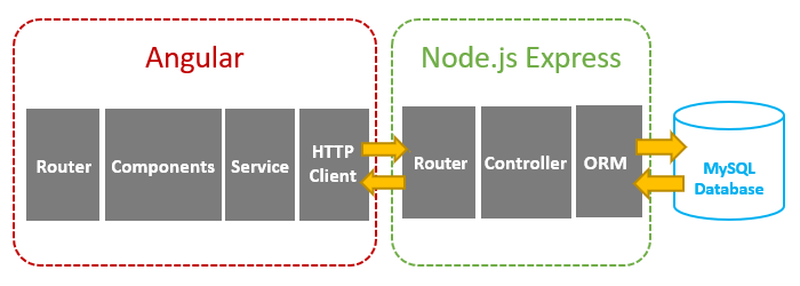 Angular
Node.js Express
Router
Components
Service
HTTP
Client
Router
Controller
ORM
MySQL
Database